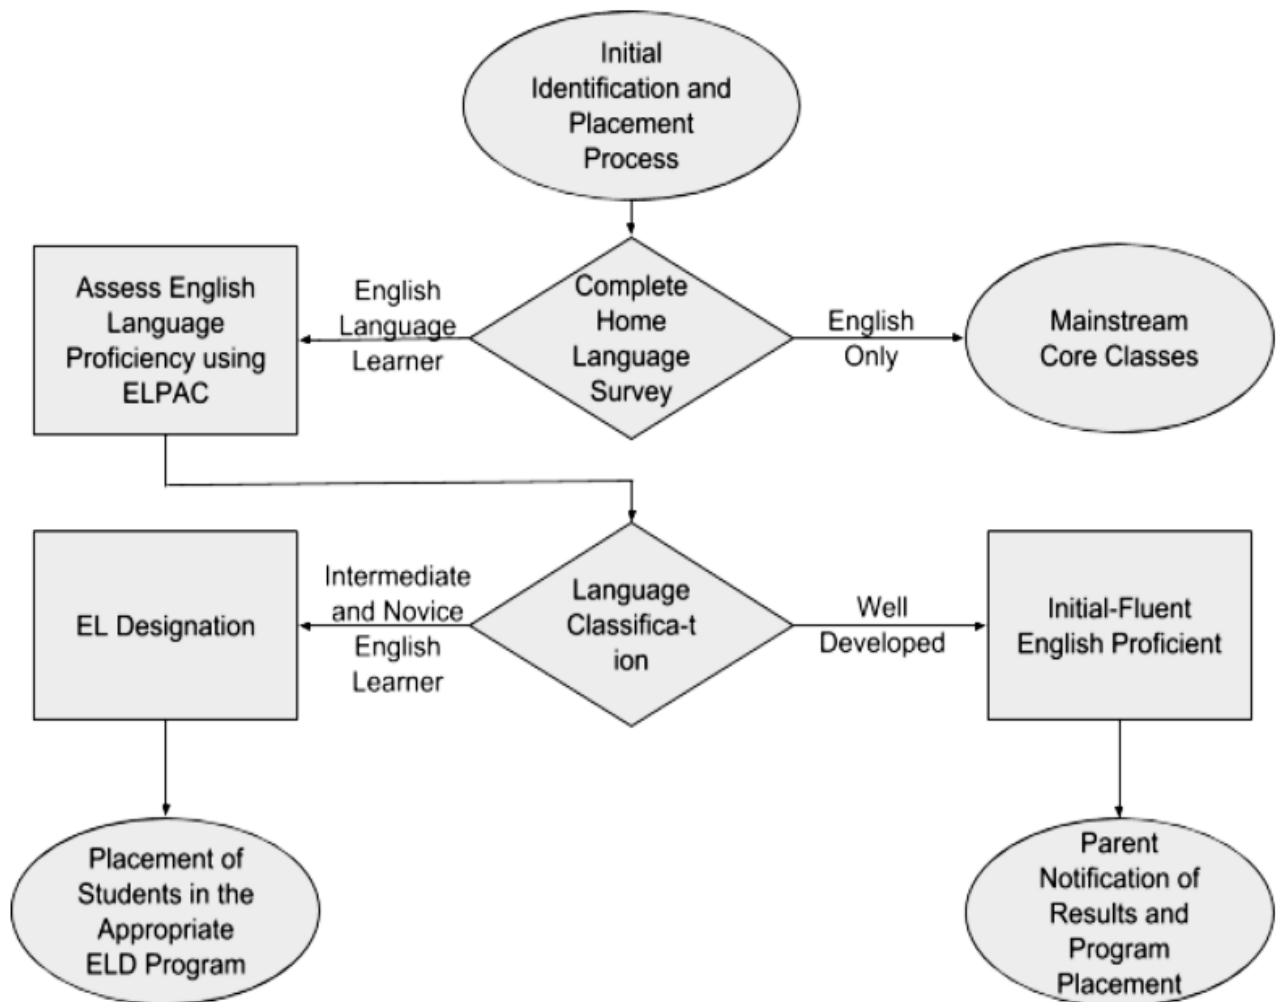 Initial
Identification and
Placement
Process
Assess English
Language
Proficiency using
ELPAC
English
Language
Learner
Complete
Home
Language
Survey
English
Only
Mainstream
Core Classes
EL Designation
Intermediate
and Novice
English
Learner
Language
Classifica-t
ion
Well
Developed
Initial-Fluent
English Proficient
Placement of
Students in the
Appropriate
ELD Program
Parent
Notification of
Results and
Program
Placement